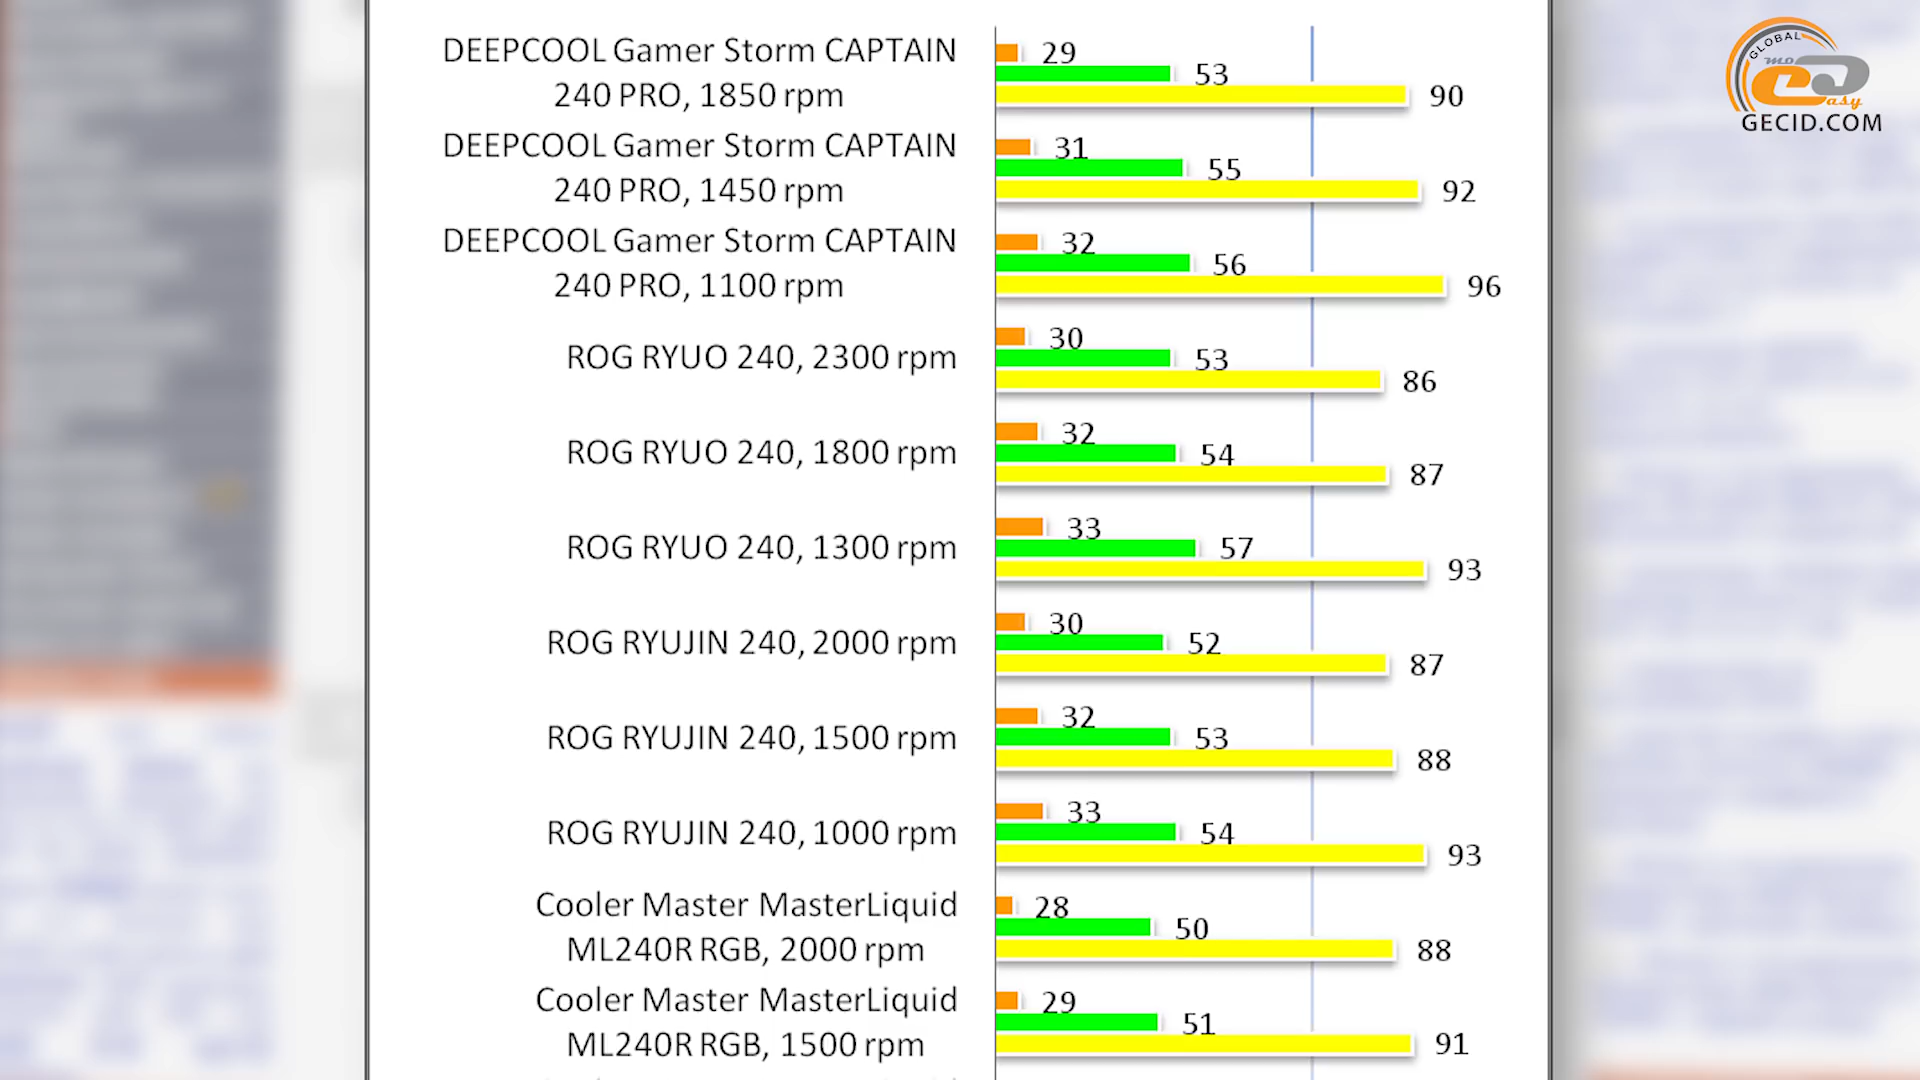 DEEPCOOL Gamer Storm CAPTAIN
240 PRO, 1850 rpm
29
53
90
DEEPCOOL Gamer Storm CAPTAIN
240 PRO, 1450 rpm
31
55
92
DEEPCOOL Gamer Storm CAPTAIN
240 PRO, 1100 rpm
32
56
96
ROG RYUO 240, 2300 rpm
30
53
86
ROG RYUO 240, 1800 rpm
32
54
87
ROG RYUO 240, 1300 rpm
33
57
93
ROG RYUJIN 240, 2000 rpm
30
52
87
ROG RYUJIN 240, 1500 rpm
32
53
88
ROG RYUJIN 240, 1000 rpm
33
54
93
Cooler Master MasterLiquid
ML240R RGB, 2000 rpm
28
50
88
Cooler Master MasterLiquid
ML240R RGB, 1500 rpm
29
51
91
GLOBAL
asy
GECID.COM